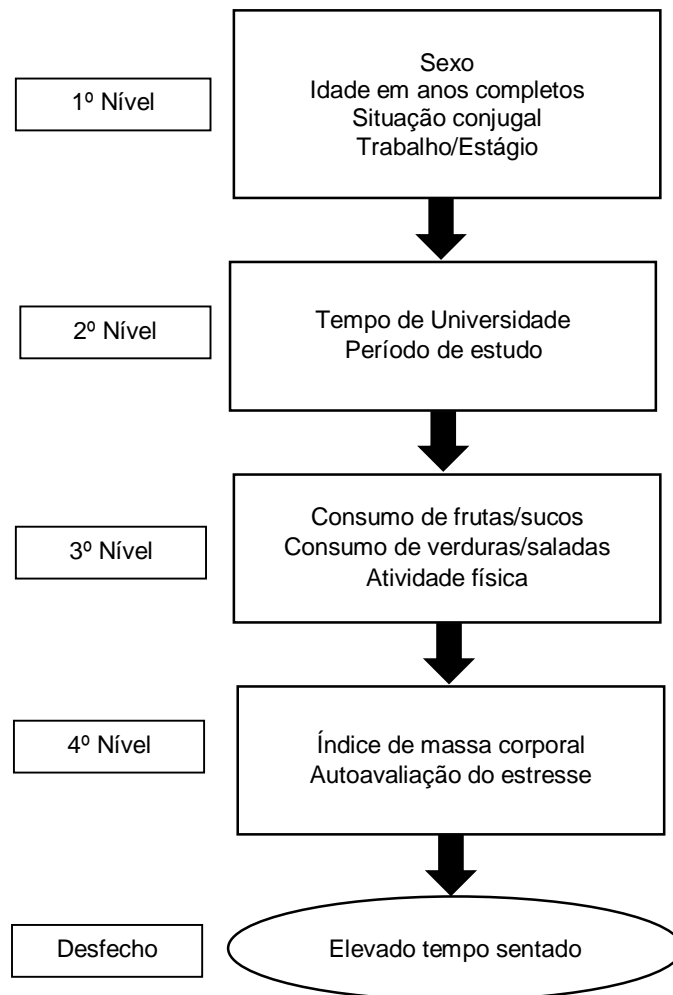 1º Nível
Sexo
Idade em anos completos
Situação conjugal
Trabalho/Estágio
2º Nível
Tempo de Universidade
Período de estudo
3º Nível
Consumo de frutas/sucos
Consumo de verduras/saladas
Atividade física
4º Nível
Índice de massa corporal
Autoavaliação do estresse
Desfecho
Elevado tempo sentado